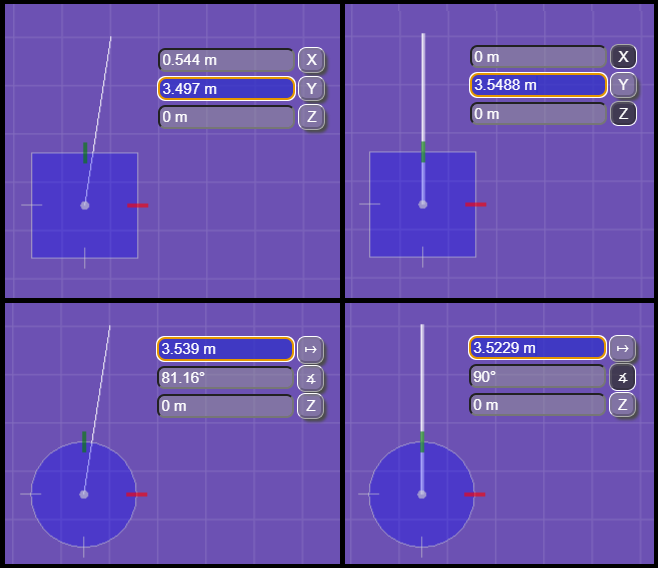 0.544 m X
3.497 m Y
0 m Z
0 m X
3.5488 m Y
0 m Z
3.539 m ↦
81.16° ∡
0 m Z
3.5229 m ↦
90° ∡
0 m Z